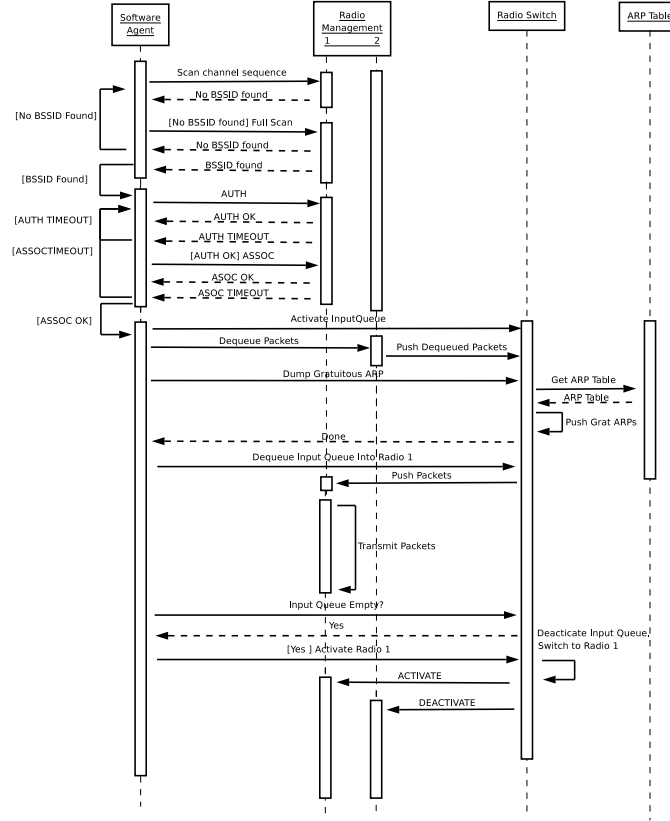 Software
Agent
Radio
Management
1 2
Radio Switch
ARP Table
Scan channel sequence
No BSSID found
[No BSSID Found]
[No BSSID found] Full Scan
No BSSID found
BSSID found
[BSSID Found]
AUTH
[AUTH TIMEOUT]
AUTH OK
AUTH TIMEOUT
[ASSOCTIMEOUT]
[AUTH OK] ASSOC
ASOC OK
ASOC TIMEOUT
[ASSOC OK]
Activate InputQueue
Dequeue Packets
Push Dequeued Packets
Dump Gratuitous ARP
Get ARP Table
ARP Table
Push Grat ARPs
Done
Dequeue Input Queue Into Radio 1
Push Packets
Transmit Packets
Input Queue Empty?
Yes
Deacticate Input Queue,
Switch to Radio 1
[Yes ] Activate Radio 1
ACTIVATE
DEACTIVATE